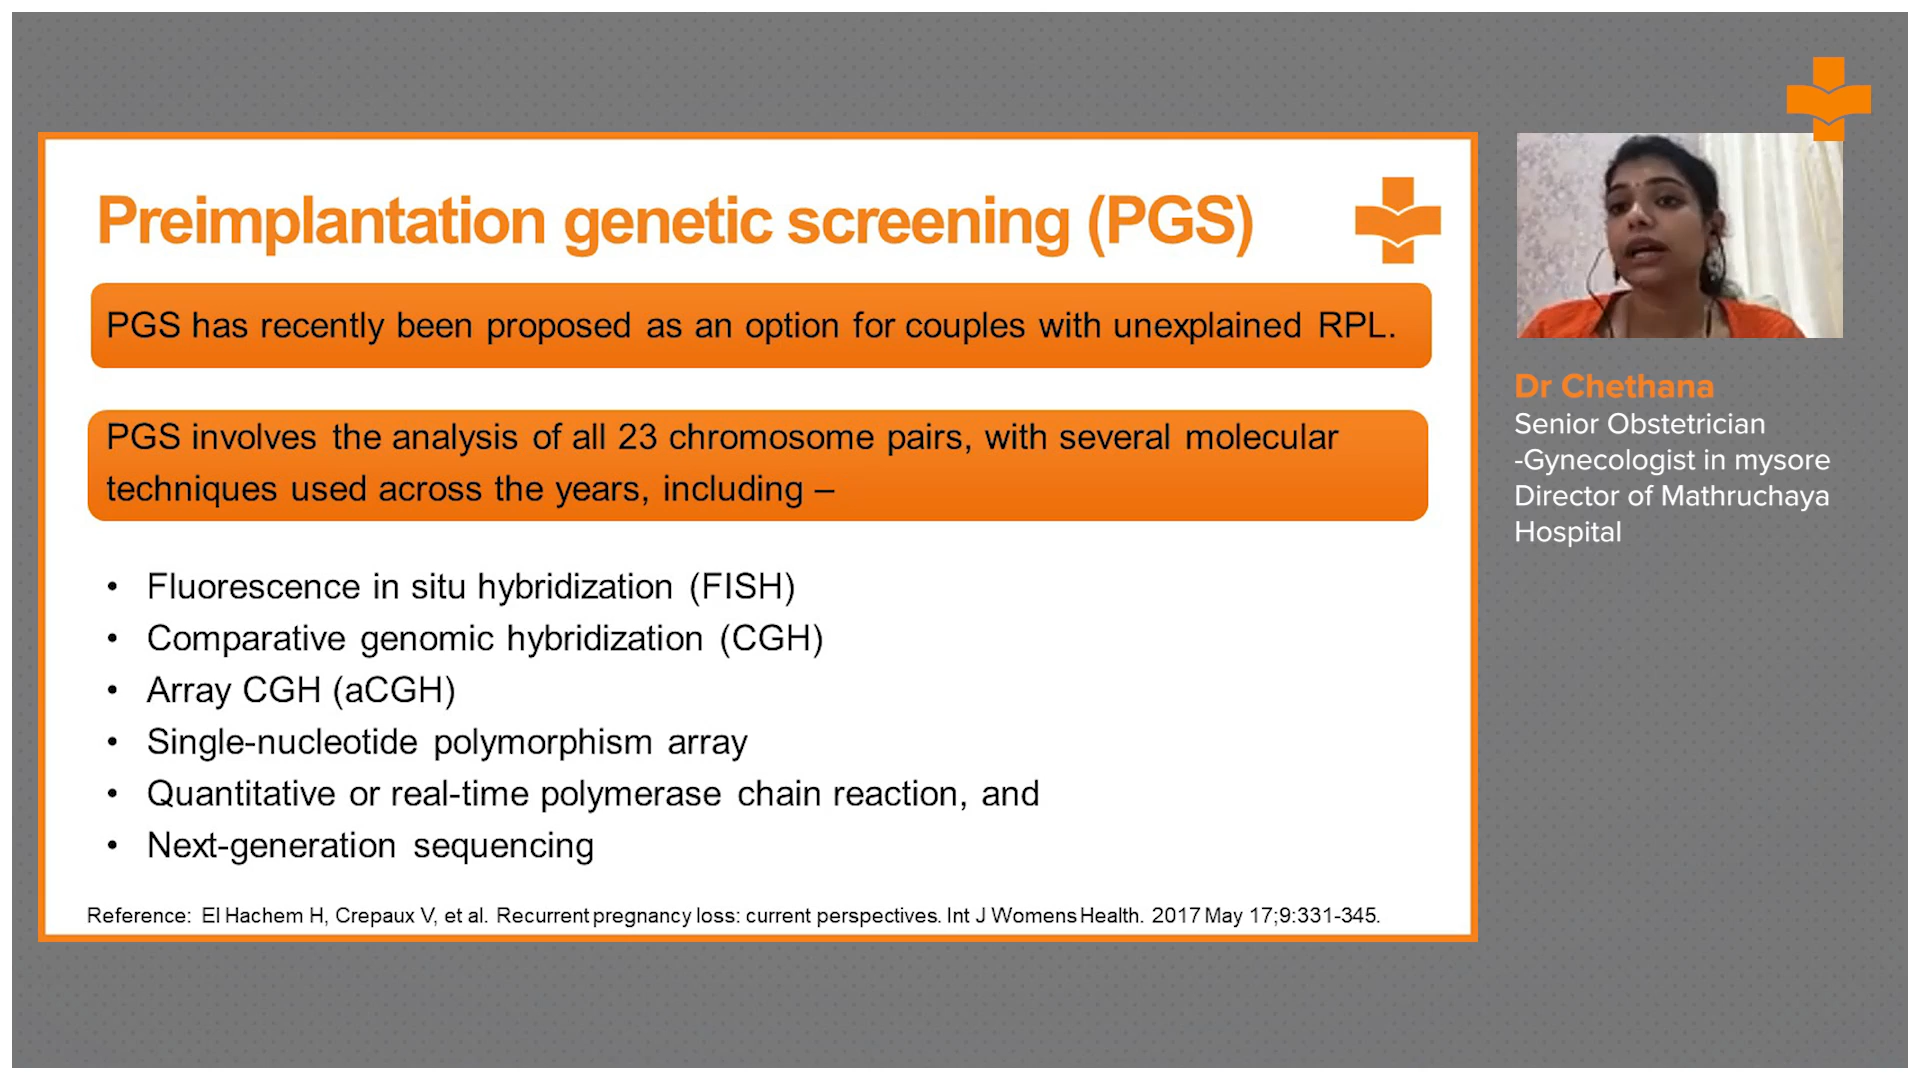 Preimplantation genetic screening (PGS)
PGS has recently been proposed as an option for couples with unexplained RPL.
PGS involves the analysis of all 23 chromosome pairs, with several molecular
techniques used across the years, including –
• Fluorescence in situ hybridization (FISH)
• Comparative genomic hybridization (CGH)
• Array CGH (aCGH)
• Single-nucleotide polymorphism array
• Quantitative or real-time polymerase chain reaction, and
• Next-generation sequencing
Reference: El Hachem H, Crepaux V, et al. Recurrent pregnancy loss: current perspectives. Int J Womens Health. 2017 May 17;9:331-345.
Dr Chethana
Senior Obstetrician
-Gynecologist in mysore
Director of Mathruchaya
Hospital